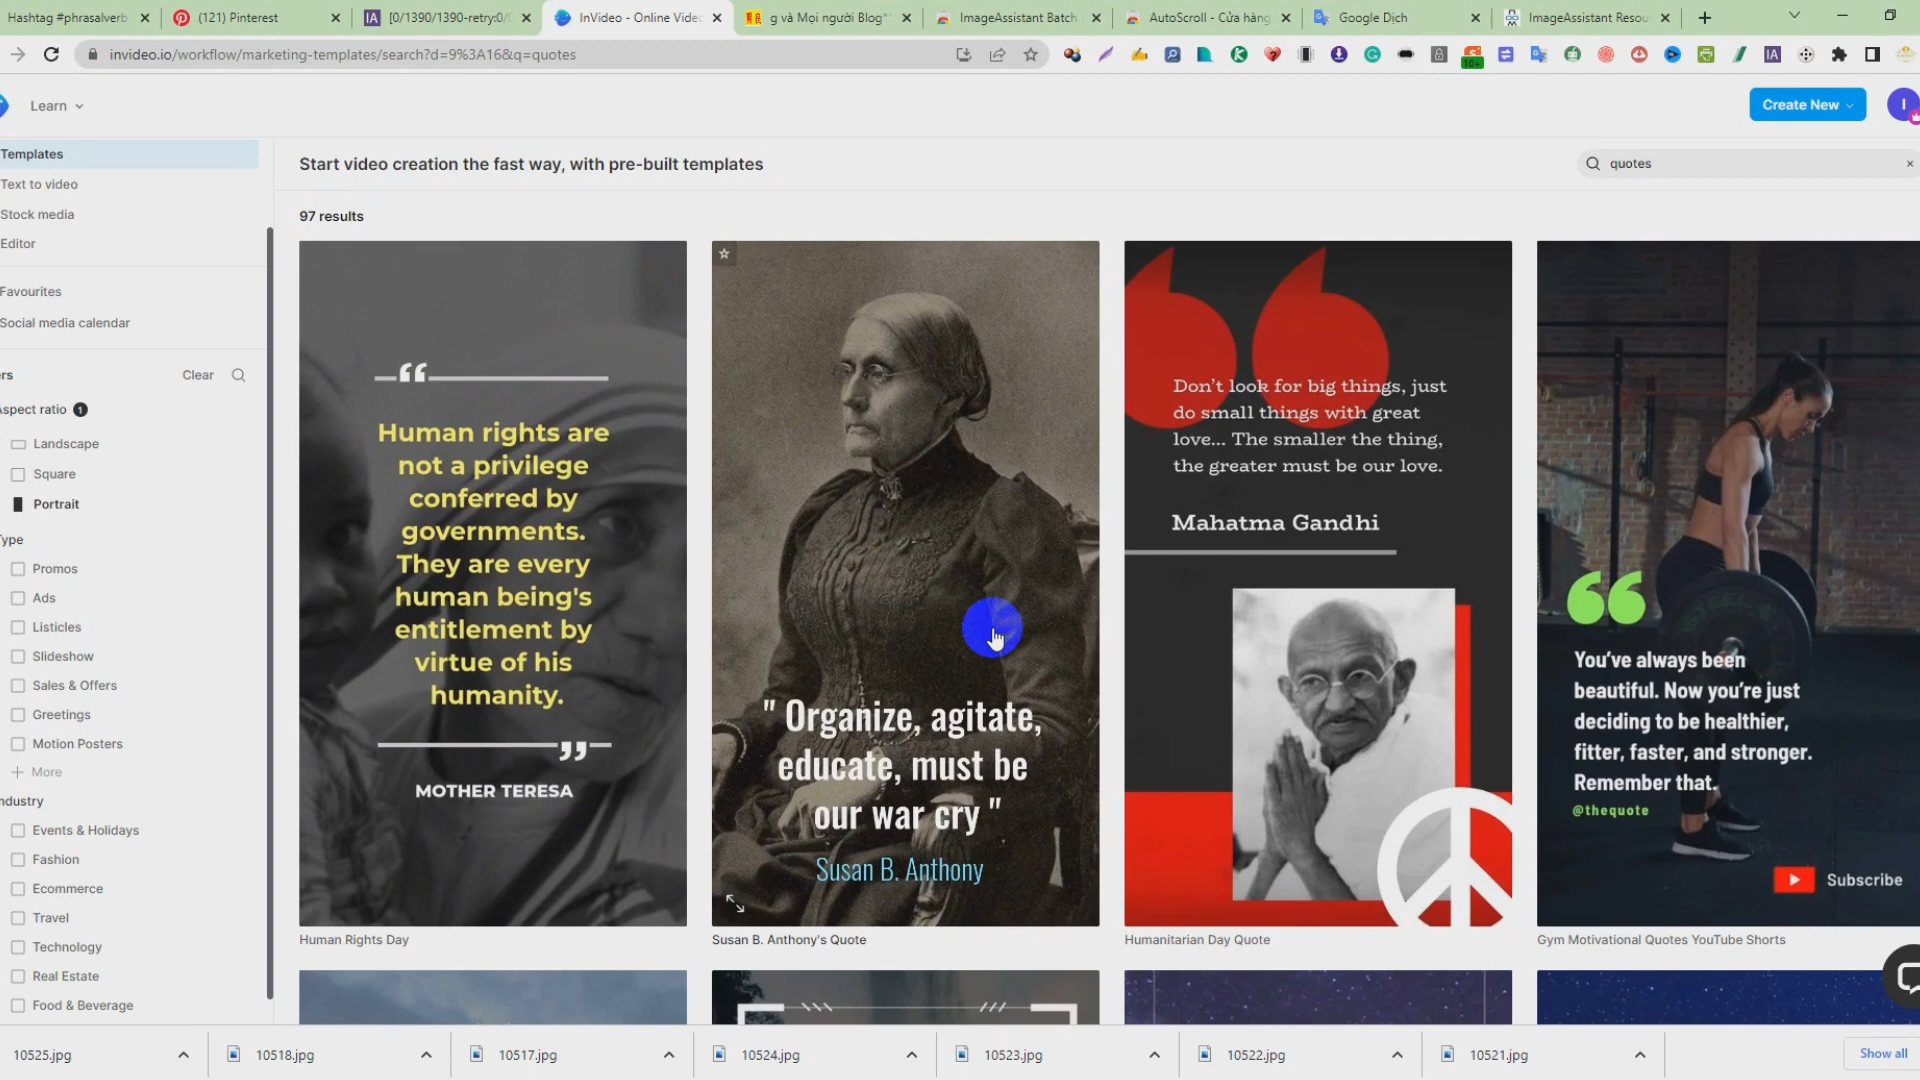 Hashtag #phrasalverb
(121) Pinterest
[0/1390/1390-retry:0/
InVideo - Online Video
g và Mọi người Blog"
ImageAssistant Batch
AutoScroll - Cửa hàng
Google Dịch
ImageAssistant Resou
invideo.io/workflow/marketing-templates/search?d=9%3A16&q=quotes
Learn
Create New
I
Templates
Start video creation the fast way, with pre-built templates
quotes
Text to video
Stock media
Editor
Favourites
Social media calendar
97 results
ers
Clear
Aspect ratio 1
Landscape
Square
Portrait
Type
Promos
Ads
Listicles
Slideshow
Sales & Offers
Greetings
Motion Posters
More
ndustry
Events & Holidays
Fashion
Ecommerce
Travel
Technology
Real Estate
Food & Beverage
“
Human rights are
not a privilege
conferred by
governments.
They are every
human being's
entitlement by
virtue of his
humanity.
”
MOTHER TERESA
Human Rights Day
" Organize, agitate,
educate, must be
our war cry "
Susan B. Anthony
Susan B. Anthony's Quote
Don’t look for big things, just
do small things with great
love... The smaller the thing,
the greater must be our love.
Mahatma Gandhi
Humanitarian Day Quote
“
You’ve always been
beautiful. Now you’re just
deciding to be healthier,
fitter, faster, and stronger.
Remember that.
@thequote
Subscribe
Gym Motivational Quotes YouTube Shorts
10525.jpg
10518.jpg
10517.jpg
10524.jpg
10523.jpg
10522.jpg
10521.jpg
Show all